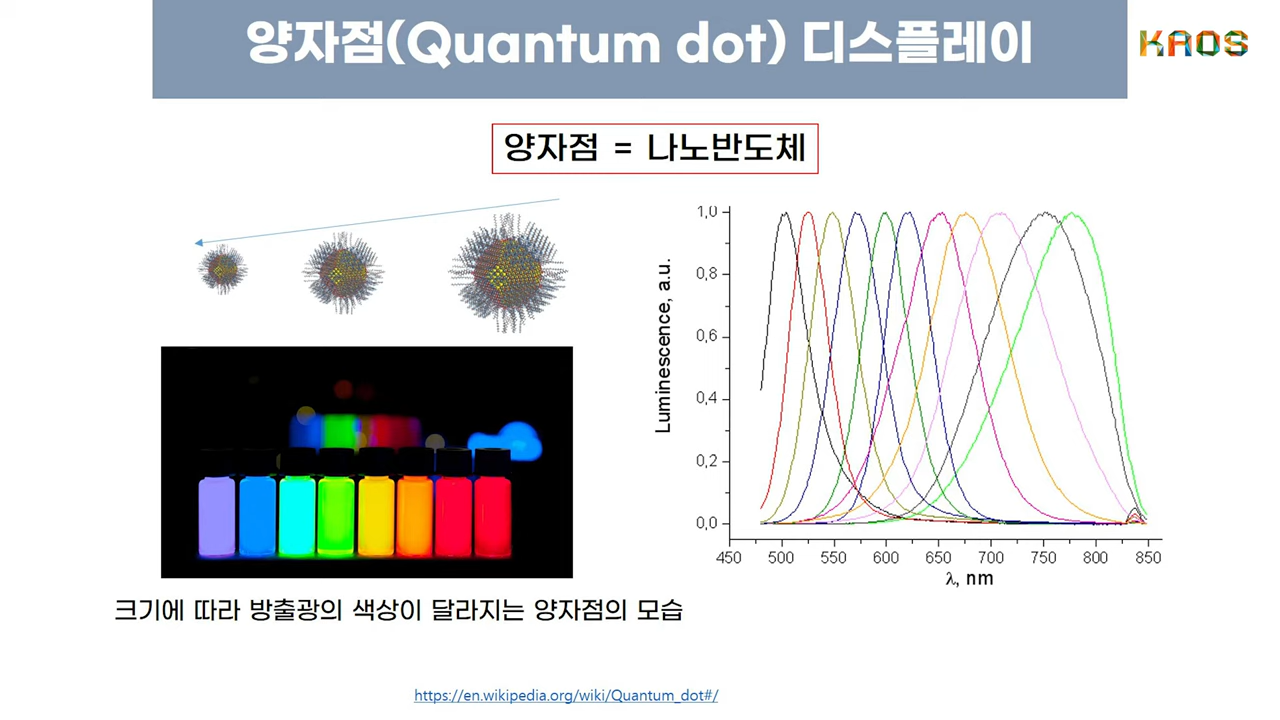 양자점(Quantum dot) 디스플레이
KAOS
양자점 = 나노반도체
크기에 따라 방출광의 색상이 달라지는 양자점의 모습
Luminescence, a.u.
1,0
0,8
0,6
0,4
0,2
0,0
450 500 550 600 650 700 750 800 850
λ, nm
https://en.wikipedia.org/wiki/Quantum_dot#/